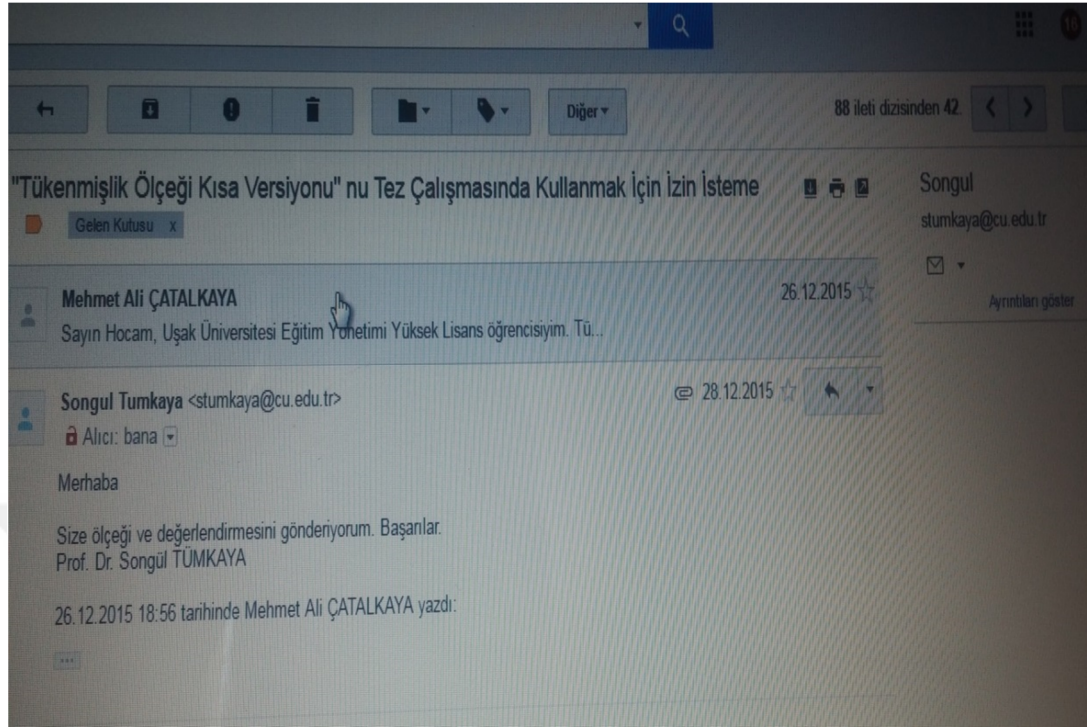 16
Diğer
88 ileti dizisinden 42.
"Tükenmişlik Ölçeği Kısa Versiyonu" nu Tez Çalışmasında Kullanmak İçin İzin İsteme
Gelen Kutusu x
Songul
stumkaya@cu.edu.tr
Ayrıntıları göster
Mehmet Ali ÇATALKAYA
26.12.2015
Sayın Hocam, Uşak Üniversitesi Eğitim Yönetimi Yüksek Lisans öğrencisiyim. Tü...
Songul Tumkaya <stumkaya@cu.edu.tr>
28.12.2015
Alıcı: bana
Merhaba
Size ölçeği ve değerlendirmesini gönderiyorum. Başarılar.
Prof. Dr. Songül TÜMKAYA
26.12.2015 18:56 tarihinde Mehmet Ali ÇATALKAYA yazdı:
...